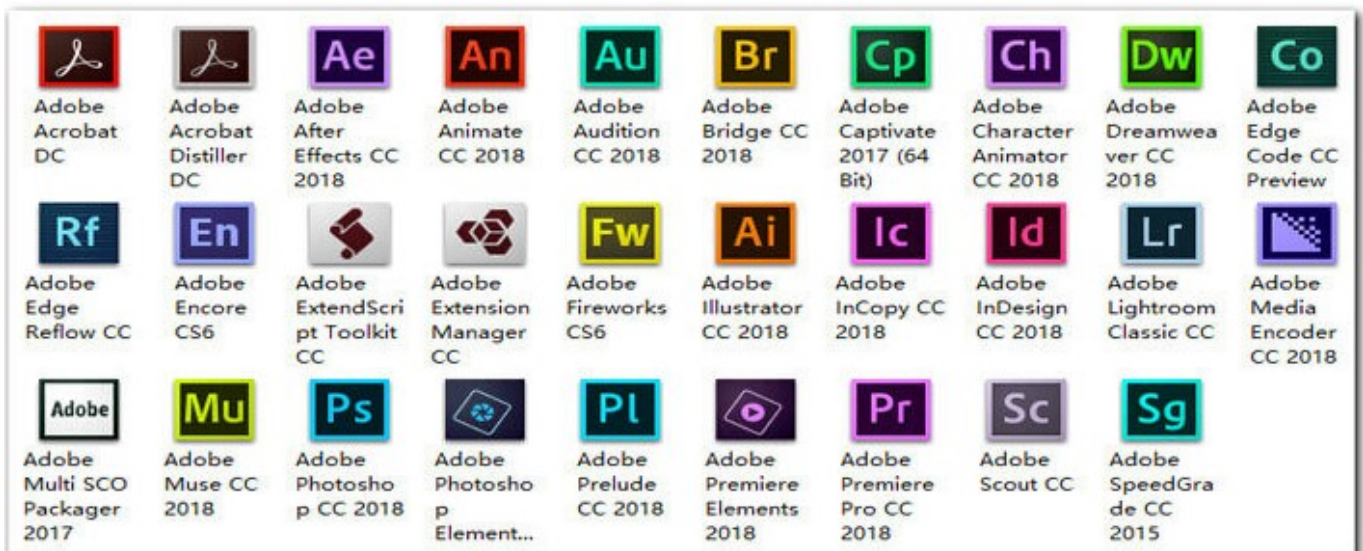 Ae An Au Br Cp Ch Dw Co
Adobe Adobe Adobe Adobe Adobe Adobe Adobe Adobe Adobe Adobe
Acrobat Acrobat After Animate Audition Bridge CC Captivate Character Dreamwea Edge
DC Distiller Effects CC CC 2018 CC 2018 2018 2017 (64 Animator ver CC Code CC
DC 2018 Bit) CC 2018 2018 Preview
Rf En Fw Ai Ic Id Lr
Adobe Adobe Adobe Adobe Adobe Adobe Adobe Adobe Adobe Adobe
Edge Encore ExtendScri Extension Fireworks Illustrator InCopy CC InDesign Lightroom Media
Reflow CC CS6 pt Toolkit Manager CS6 CC 2018 2018 CC 2018 Classic CC Encoder
CC CC CC 2018
Adobe Mu Ps Pl Pr Sc Sg
Adobe Adobe Adobe Adobe Adobe Adobe Adobe Adobe Adobe
Multi SCO Muse CC Photosho Photosho Prelude Premiere Premiere Scout CC SpeedGra
Packager 2018 p CC 2018 p CC 2018 Elements Pro CC de CC
2017 Element... 2018 2018 2015